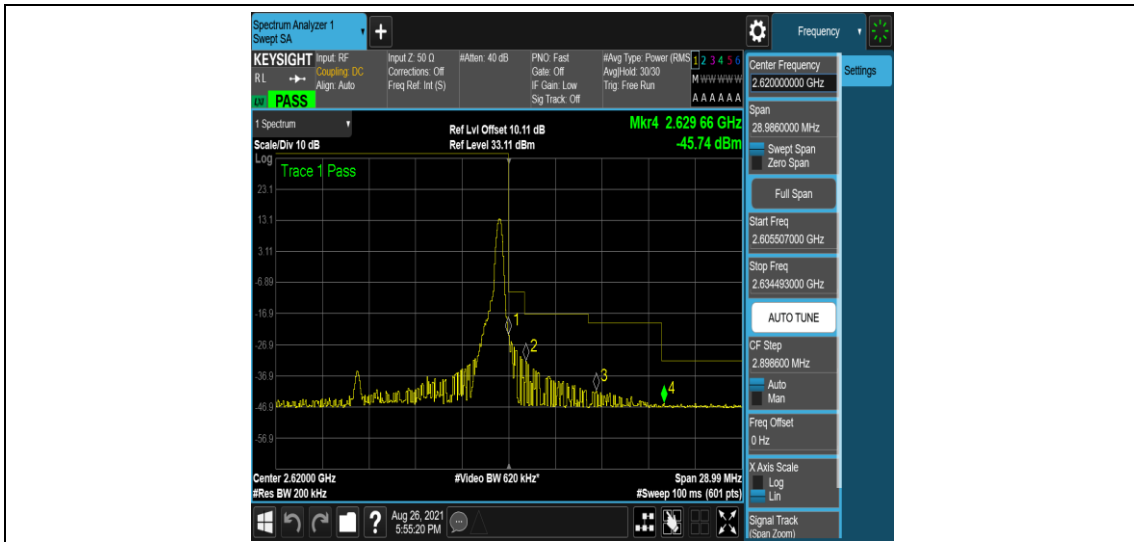 Spectrum Analyzer 1
Swept SA
+
Frequency
KEYSIGHT
RL
LM PASS
Input: RF
Coupling: DC
Align: Auto
Input Z: 50 Ω
Corrections: Off
Freq Ref: Int (S)
#Atten: 40 dB
PNO: Fast
Gate: Off
IF Gain: Low
Sig Track: Off
#Avg Type: Power (RMS
Avg|Hold: 30/30
Trig: Free Run
1 2 3 4 5 6
M W W W W W
A A A A A A
1 Spectrum
Scale/Div 10 dB
Ref Lvl Offset 10.11 dB
Ref Level 33.11 dBm
Mkr4 2.629 66 GHz
-45.74 dBm
Log
Trace 1 Pass
23.1
13.1
3.11
-6.89
-16.9
-26.9
-36.9
-46.9
-56.9
1
2
3
4
Center 2.62000 GHz
#Res BW 200 kHz
#Video BW 620 kHz*
Span 28.99 MHz
#Sweep 100 ms (601 pts)
Center Frequency
2.620000000 GHz
Settings
Span
28.9860000 MHz
Swept Span
Zero Span
Full Span
Start Freq
2.605507000 GHz
Stop Freq
2.634493000 GHz
AUTO TUNE
CF Step
2.898600 MHz
Auto
Man
Freq Offset
0 Hz
X Axis Scale
Log
Lin
Signal Track
(Span Zoom)
?
Aug 26, 2021
5:55:20 PM